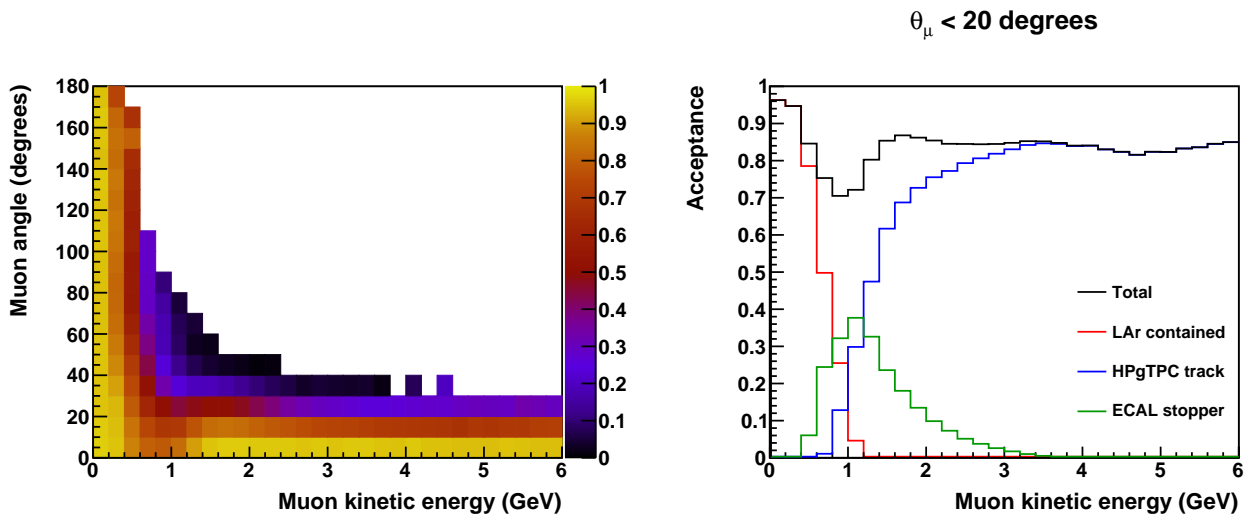 θμ < 20 degrees
Muon angle (degrees)
180
160
140
120
100
80
60
40
20
0
0 1 2 3 4 5 6
Muon kinetic energy (GeV)
1
0.9
0.8
0.7
0.6
0.5
0.4
0.3
0.2
0.1
0
Acceptance
1
0.9
0.8
0.7
0.6
0.5
0.4
0.3
0.2
0.1
0
0 1 2 3 4 5 6
Muon kinetic energy (GeV)
Total
LAr contained
HPgTPC track
ECAL stopper